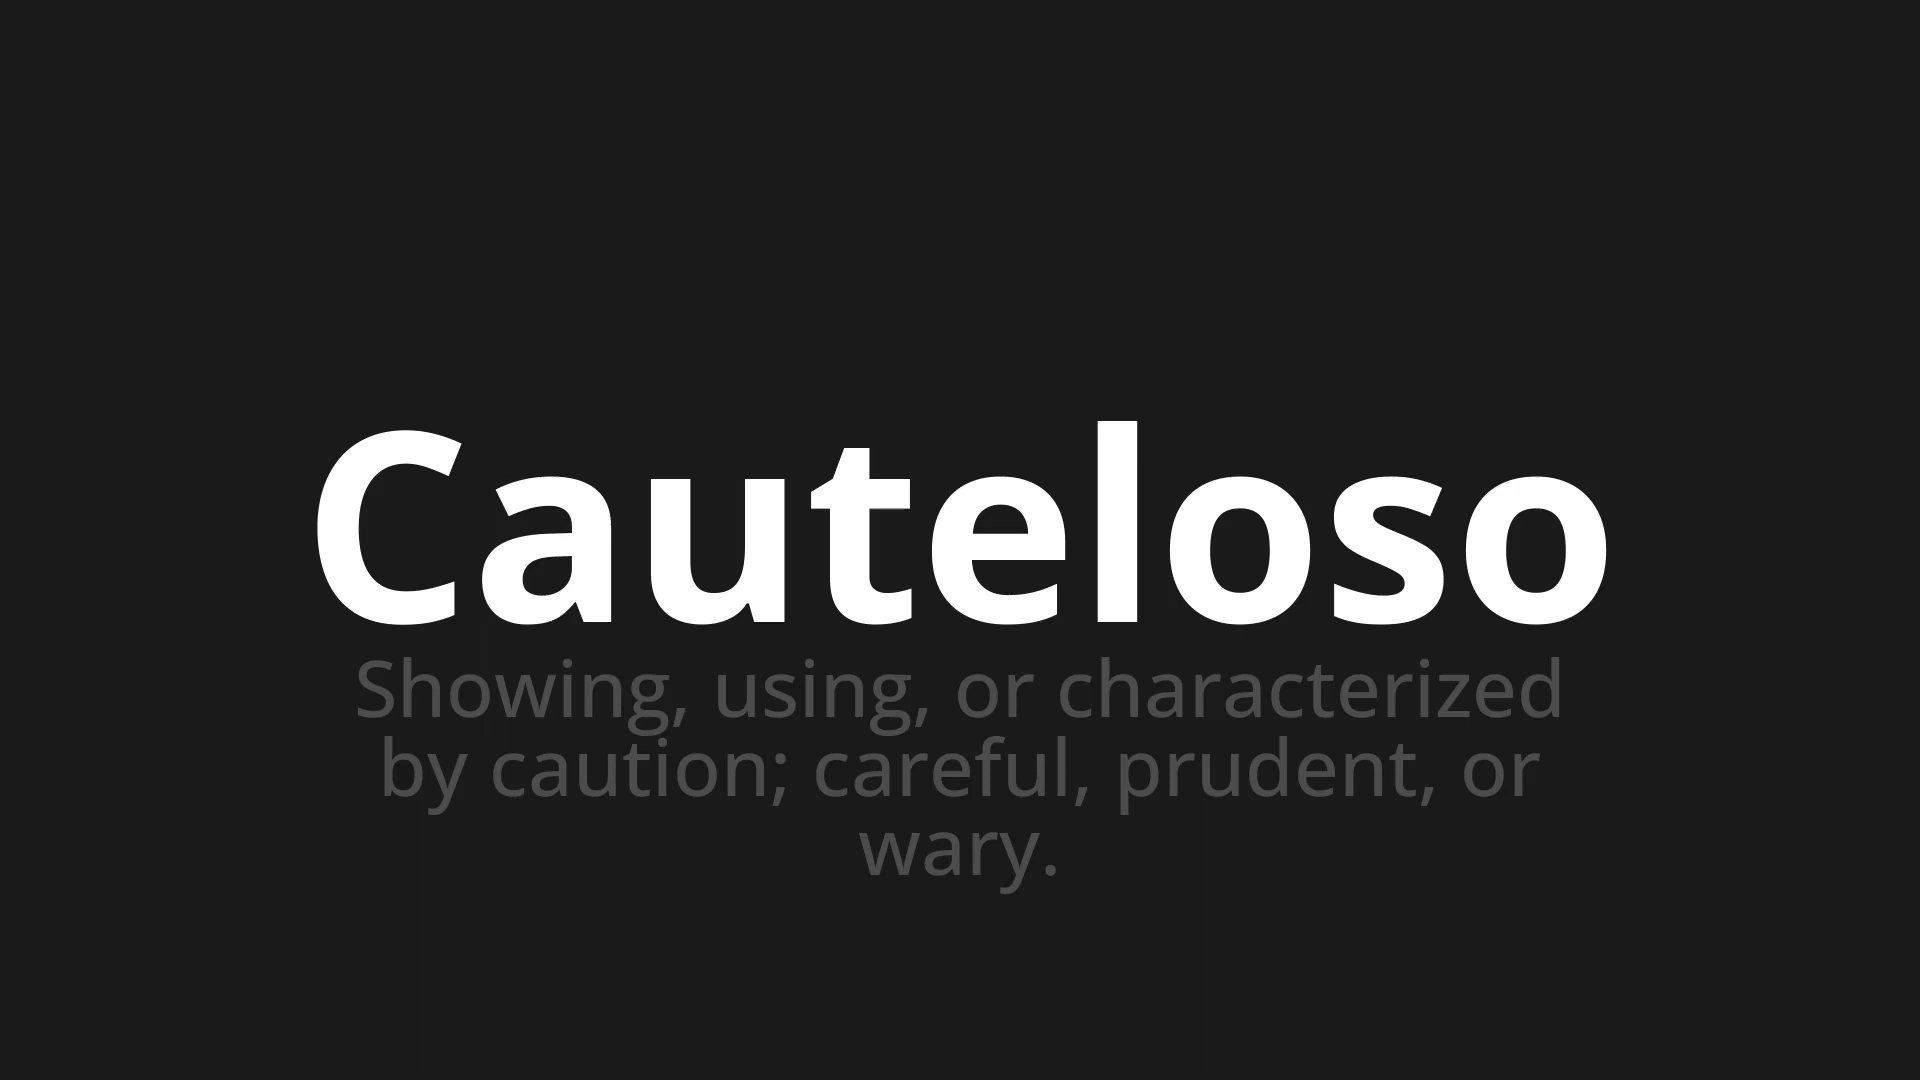 Cauteloso
Showing, using, or characterized
by caution; careful, prudent, or
wary.